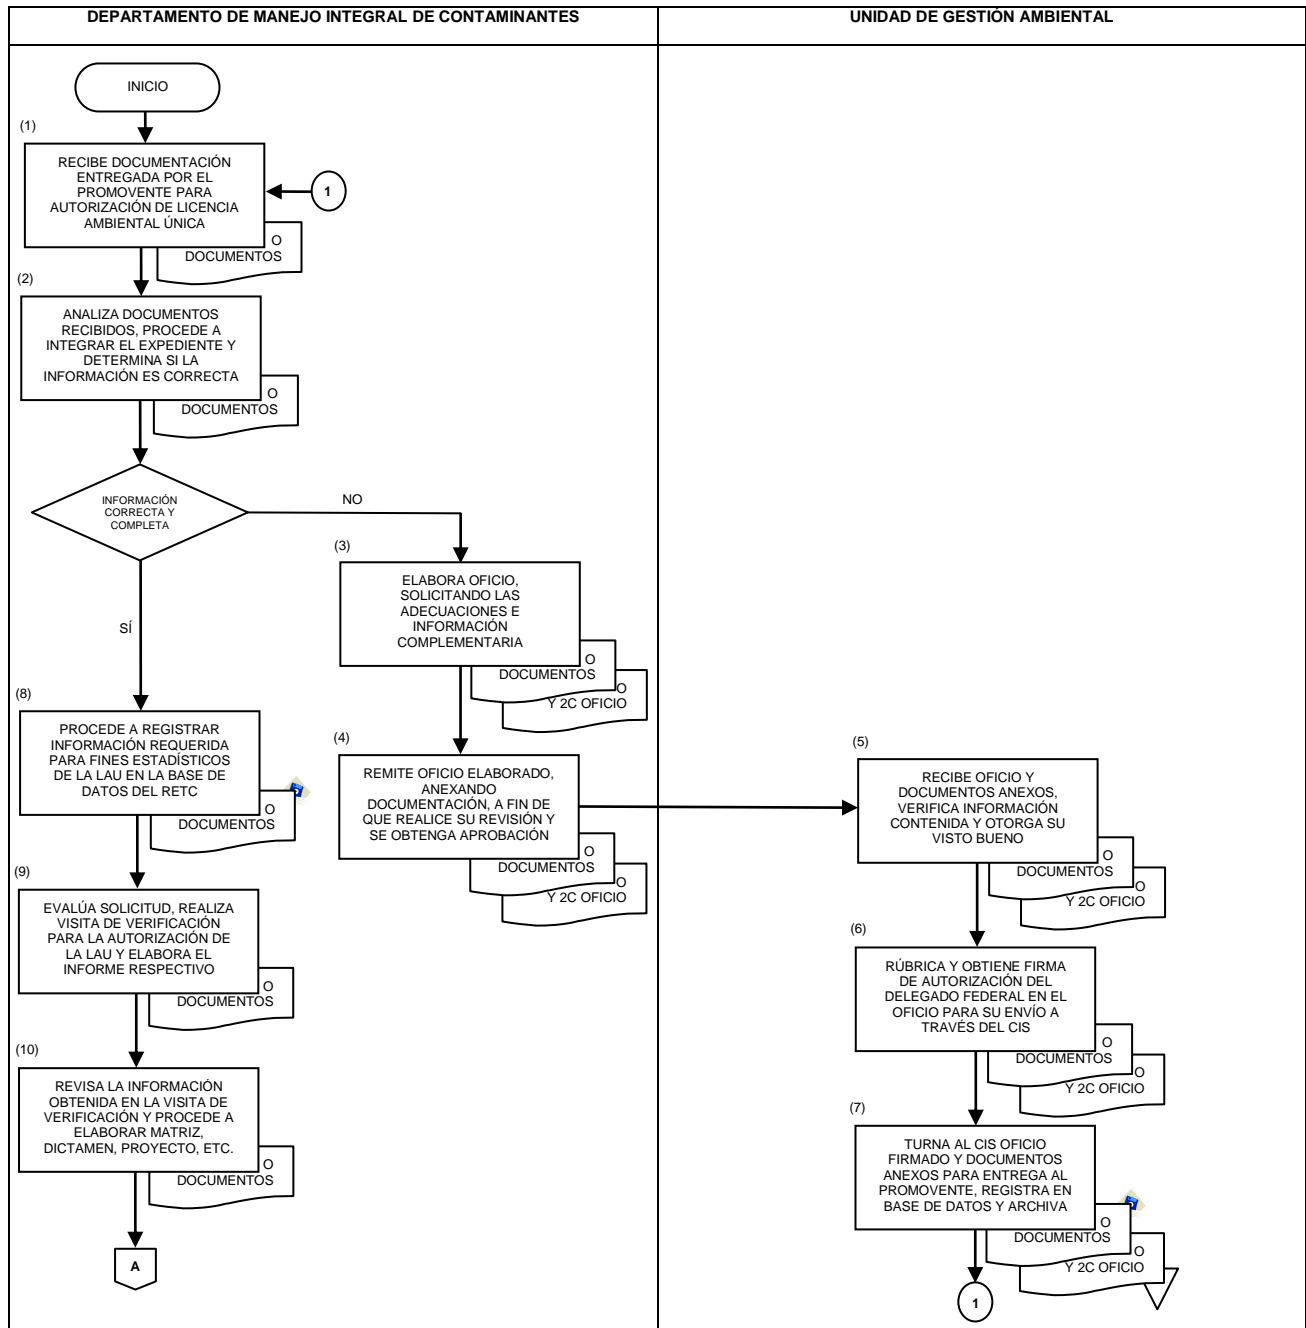 DEPARTAMENTO DE MANEJO INTEGRAL DE CONTAMINANTES
UNIDAD DE GESTIÓN AMBIENTAL
INICIO
(1)
RECIBE DOCUMENTACIÓN
ENTREGADA POR EL
PROMOVENTE PARA
AUTORIZACIÓN DE LICENCIA
AMBIENTAL ÚNICA
1
O
DOCUMENTOS
(2)
ANALIZA DOCUMENTOS
RECIBIDOS, PROCEDE A
INTEGRAR EL EXPEDIENTE Y
DETERMINA SI LA
INFORMACIÓN ES CORRECTA
O
DOCUMENTOS
INFORMACIÓN
CORRECTA Y
COMPLETA
NO
SÍ
(3)
ELABORA OFICIO,
SOLICITANDO LAS
ADECUACIONES E
INFORMACIÓN
COMPLEMENTARIA
O
DOCUMENTOS
O
Y 2C OFICIO
(4)
REMITE OFICIO ELABORADO,
ANEXANDO
DOCUMENTACIÓN, A FIN DE
QUE REALICE SU REVISIÓN Y
SE OBTENGA APROBACIÓN
O
DOCUMENTOS
O
Y 2C OFICIO
(5)
RECIBE OFICIO Y
DOCUMENTOS ANEXOS,
VERIFICA INFORMACIÓN
CONTENIDA Y OTORGA SU
VISTO BUENO
O
DOCUMENTOS
O
Y 2C OFICIO
(6)
RÚBRICA Y OBTIENE FIRMA
DE AUTORIZACIÓN DEL
DELEGADO FEDERAL EN EL
OFICIO PARA SU ENVÍO A
TRAVÉS DEL CIS
O
DOCUMENTOS
O
Y 2C OFICIO
(7)
TURNA AL CIS OFICIO
FIRMADO Y DOCUMENTOS
ANEXOS PARA ENTREGA AL
PROMOVENTE, REGISTRA EN
BASE DE DATOS Y ARCHIVA
O
DOCUMENTOS
O
Y 2C OFICIO
1
(8)
PROCEDE A REGISTRAR
INFORMACIÓN REQUERIDA
PARA FINES ESTADÍSTICOS
DE LA LAU EN LA BASE DE
DATOS DEL RETC
O
DOCUMENTOS
(9)
EVALÚA SOLICITUD, REALIZA
VISITA DE VERIFICACIÓN
PARA LA AUTORIZACIÓN DE
LA LAU Y ELABORA EL
INFORME RESPECTIVO
O
DOCUMENTOS
(10)
REVISA LA INFORMACIÓN
OBTENIDA EN LA VISITA DE
VERIFICACIÓN Y PROCEDE A
ELABORAR MATRIZ,
DICTAMEN, PROYECTO, ETC.
O
DOCUMENTOS
A